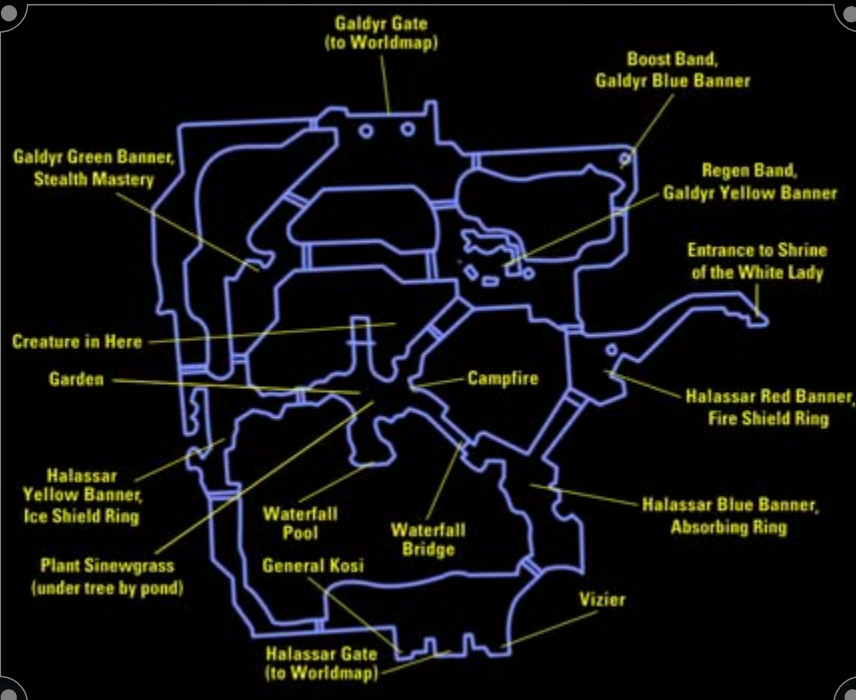 Galdyr Gate
(to Worldmap)
Boost Band,
Galdyr Blue Banner
Galdyr Green Banner,
Stealth Mastery
Regen Band,
Galdyr Yellow Banner
Entrance to Shrine
of the White Lady
Creature in Here
Garden
Campfire
Halassar Red Banner,
Fire Shield Ring
Halassar
Yellow Banner,
Ice Shield Ring
Waterfall
Pool
Waterfall
Bridge
Halassar Blue Banner,
Absorbing Ring
Plant Sinewgrass
(under tree by pond)
General Kosi
Vizier
Halassar Gate
(to Worldmap)